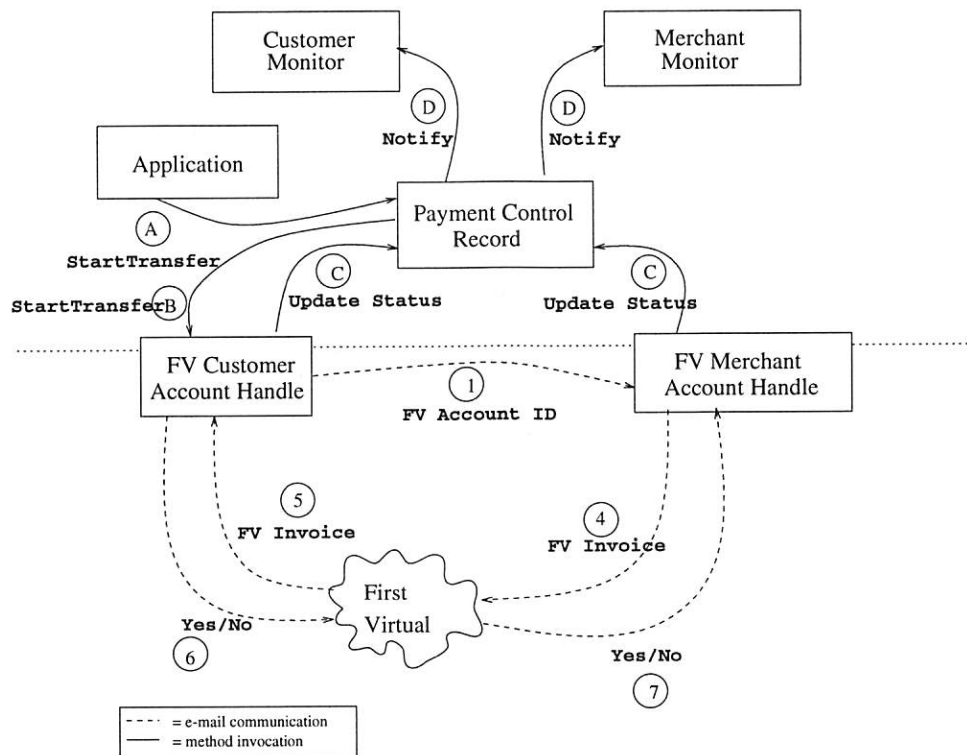 Customer
Monitor
Merchant
Monitor
D
Notify
D
Notify
Application
Payment Control
Record
A
StartTransfer
C
Update Status
C
Update Status
StartTransfer
B
FV Customer
Account Handle
FV Merchant
Account Handle
1
FV Account ID
5
FV Invoice
4
FV Invoice
First
Virtual
Yes/No
6
Yes/No
7
= e-mail communication
= method invocation